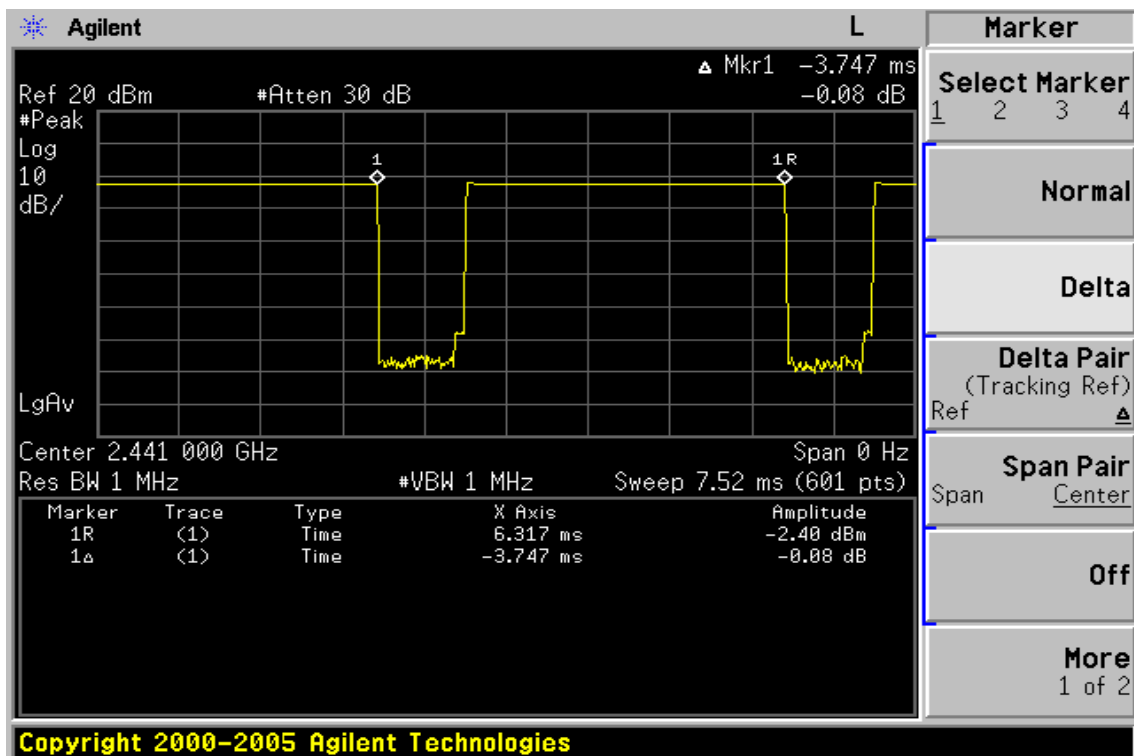 Agilent L
Δ Mkr1 -3.747 ms
Ref 20 dBm #Atten 30 dB -0.08 dB
#Peak
Log
10
dB/
1
1R
LgAv
Center 2.441 000 GHz Span 0 Hz
Res BW 1 MHz #VBW 1 MHz Sweep 7.52 ms (601 pts)
Marker Trace Type X Axis Amplitude
1R (1) Time 6.317 ms -2.40 dBm
1Δ (1) Time -3.747 ms -0.08 dB
Copyright 2000-2005 Agilent Technologies
Marker
Select Marker
1 2 3 4
Normal
Delta
Delta Pair
(Tracking Ref)
Ref Δ
Span Pair
Span Center
Off
More
1 of 2